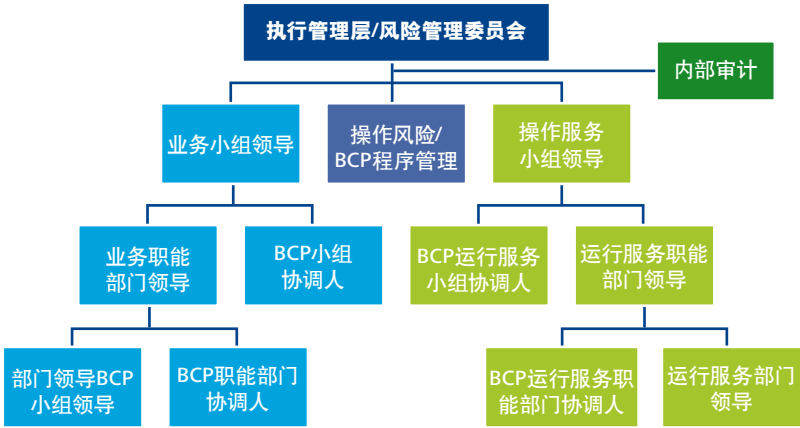 执行管理层/风险管理委员会
内部审计
业务小组领导
操作风险/
BCP程序管理
操作服务
小组领导
业务职能
部门领导
BCP小组
协调人
BCP运行服务
小组协调人
运行服务职能
部门领导
部门领导BCP
小组领导
BCP职能部门
协调人
BCP运行服务职
能部门协调人
运行服务部门
领导